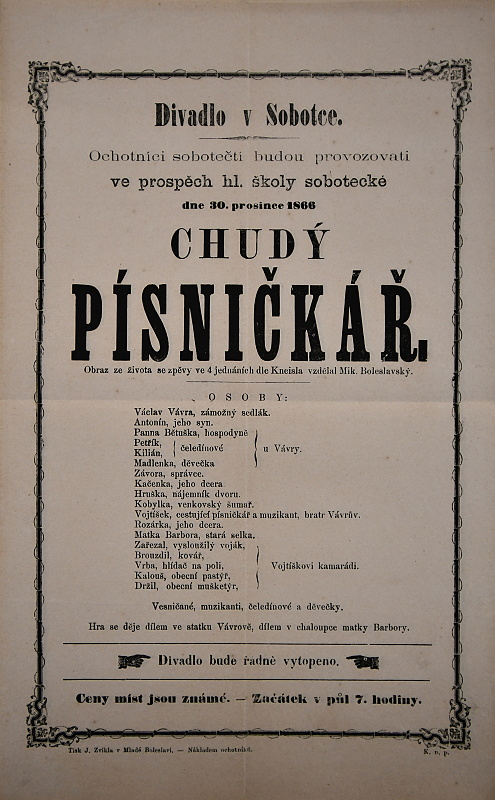 Divadlo v Sobotce.
Ochotníci sobotečtí budou provozovati
ve prospěch hl. školy sobotecké
dne 30. prosince 1866
CHUDÝ
PÍSNIČKÁŘ.
Obraz ze života se zpěvy ve 4 jednáních dle Kneisla vzdělal Mik. Boleslavský.
OSOBY:
Václav Vávra, zámožný sedlák.
Antonín, jeho syn.
Panna Bětuška, hospodyně
Petřík,
Kilián,
čeledínové
u Vávry.
Madlenka, děvečka
Závora, správce.
Kačenka, jeho dcera.
Hruška, nájemník dvoru.
Kobylka, venkovský šumař.
Vojtíšek, cestující písničkář a muzikant, bratr Vávrův.
Rozárka, jeho dcera.
Matka Barbora, stará selka.
Zařezal, vysloužilý voják,
Brouzdil, kovář,
Vrba, hlídač na poli,
Vojtíškovi kamarádi.
Kalouš, obecní pastýř,
Držil, obecní mušketýr,
Vesničané, muzikanti, čeledínové a děvečky.
Hra se děje dílem ve statku Vávrově, dílem v chaloupce matky Barbory.
Divadlo bude řádně vytopeno.
Ceny míst jsou známé. — Začátek v půl 7. hodiny.
Tisk J. Zvikla v Mladé Boleslavi. — Nákladem ochotníků.
K. n. p.